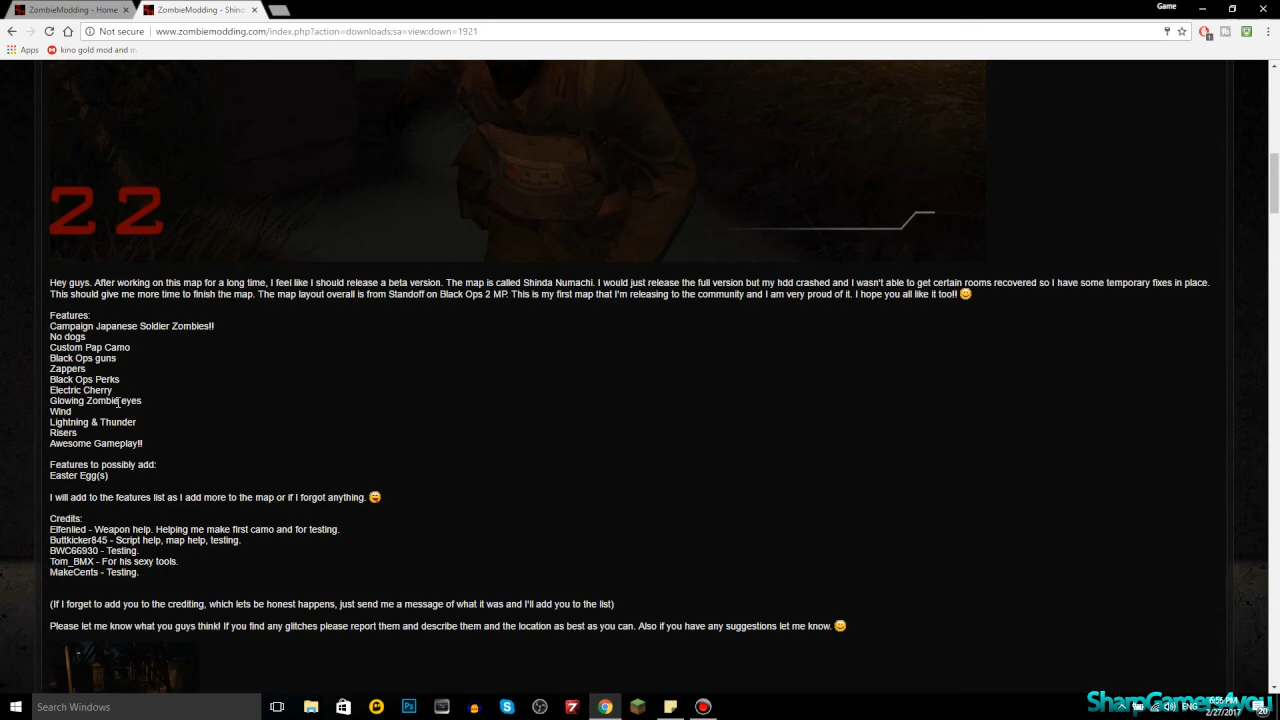 Game
ZombieModding - Home
ZombieModding - Shind
Not secure
www.zombiemodding.com/index.php?action=downloads;sa=view;down=1921
Apps
kino gold mod and m
22
Hey guys. After working on this map for a long time, I feel like I should release a beta version. The map is called Shinda Numachi. I would just release the full version but my hdd crashed and I wasn't able to get certain rooms recovered so I have some temporary fixes in place.
This should give me more time to finish the map. The map layout overall is from Standoff on Black Ops 2 MP. This is my first map that I'm releasing to the community and I am very proud of it. I hope you all like it too!!
Features:
Campaign Japanese Soldier Zombies!!
No dogs
Custom Pap Camo
Black Ops guns
Zappers
Black Ops Perks
Electric Cherry
Glowing Zombie eyes
Wind
Lightning & Thunder
Risers
Awesome Gameplay!!
Features to possibly add:
Easter Egg(s)
I will add to the features list as I add more to the map or if I forgot anything.
Credits:
Elfenlied - Weapon help. Helping me make first camo and for testing.
Buttkicker845 - Script help, map help, testing.
BWC66930 - Testing.
Tom_BMX - For his sexy tools.
MakeCents - Testing.
(If I forget to add you to the crediting, which lets be honest happens, just send me a message of what it was and I'll add you to the list)
Please let me know what you guys think! If you find any glitches please report them and describe them and the location as best as you can. Also if you have any suggestions let me know.
Search Windows
ENG
6:56 PM
2/27/2017
20
SharpGamers4you